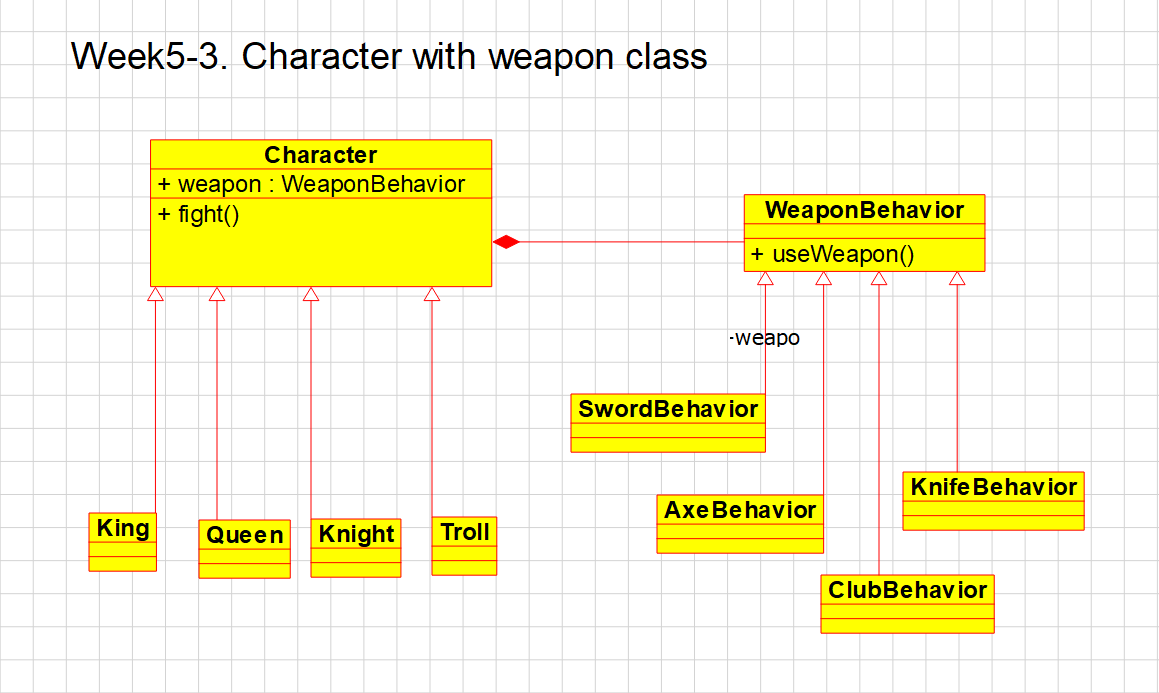 Week5-3. Character with weapon class
Character
+ weapon : WeaponBehavior
+ fight()
WeaponBehavior
+ useWeapon()
-weapo
SwordBehavior
KnifeBehavior
AxeBehavior
King
Queen
Knight
Troll
ClubBehavior